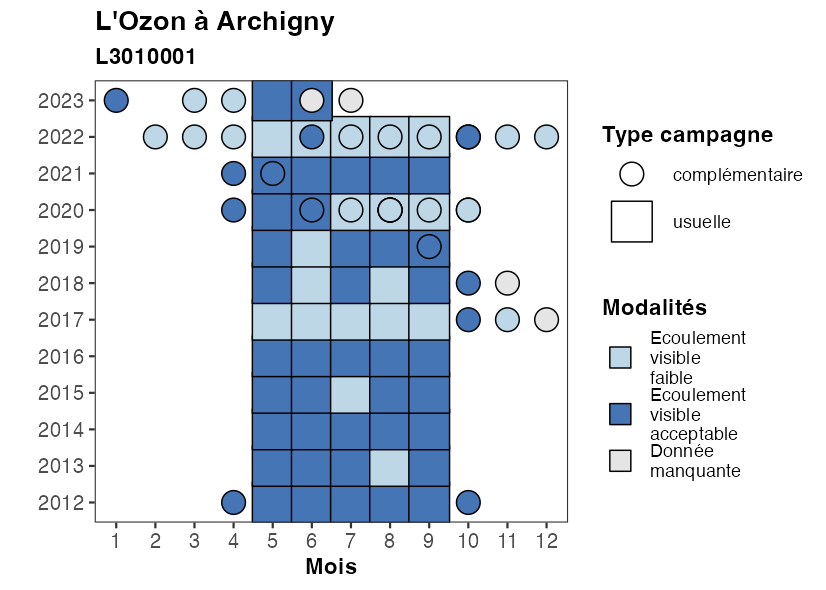 L'Ozon à Archigny
L3010001
2023
2022
2021
2020
2019
2018
2017
2016
2015
2014
2013
2012
1 2 3 4 5 6 7 8 9 10 11 12
Mois
Type campagne
complémentaire
usuelle
Modalités
Ecoulement
visible
faible
Ecoulement
visible
acceptable
Donnée
manquante